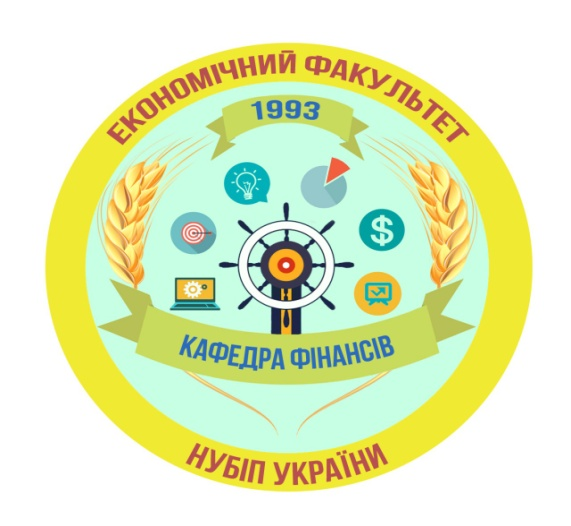 ЕКОНОМІЧНИЙ ФАКУЛЬТЕТ
1993
$
КАФЕДРА ФІНАНСІВ
НУБІП УКРАЇНИ